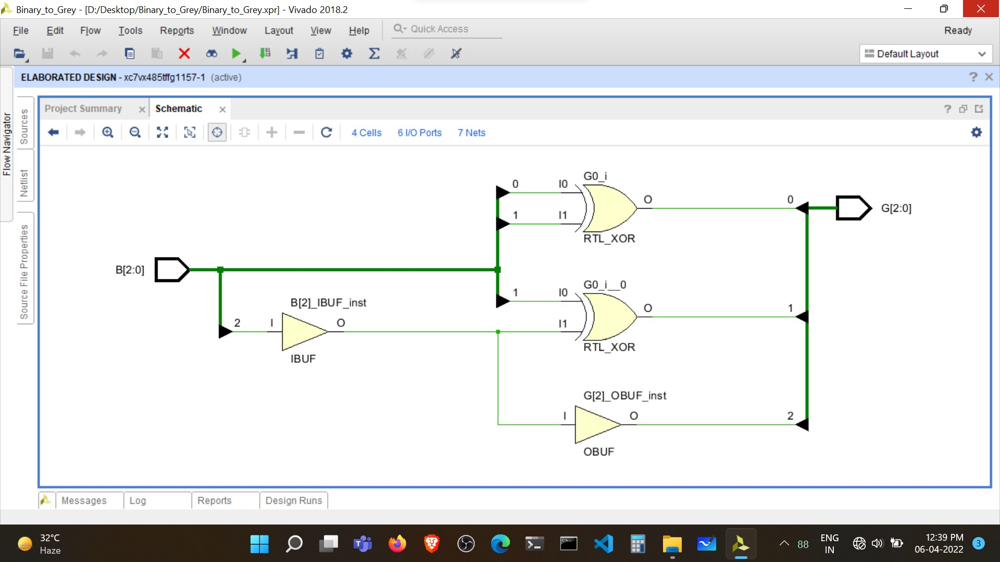 Binary_to_Grey - [D:/Desktop/Binary_to_Grey/Binary_to_Grey.xpr] - Vivado 2018.2
File Edit Flow Tools Reports Window Layout View Help Quick Access Ready
Default Layout
ELABORATED DESIGN - xc7vx485tffg1157-1 (active)
Flow Navigator
Sources
Netlist
Source File Properties
Project Summary Schematic
4 Cells 6 I/O Ports 7 Nets
G0_i
0 I0
O 0
1 I1
G[2:0]
RTL_XOR
B[2:0]
G0_i__0
1 I0
B[2]_IBUF_inst
O 1
2 I O
I1
RTL_XOR
IBUF
G[2]_OBUF_inst
I O 2
OBUF
Messages Log Reports Design Runs
32°C
Haze
88
ENG
IN
12:39 PM
06-04-2022
3